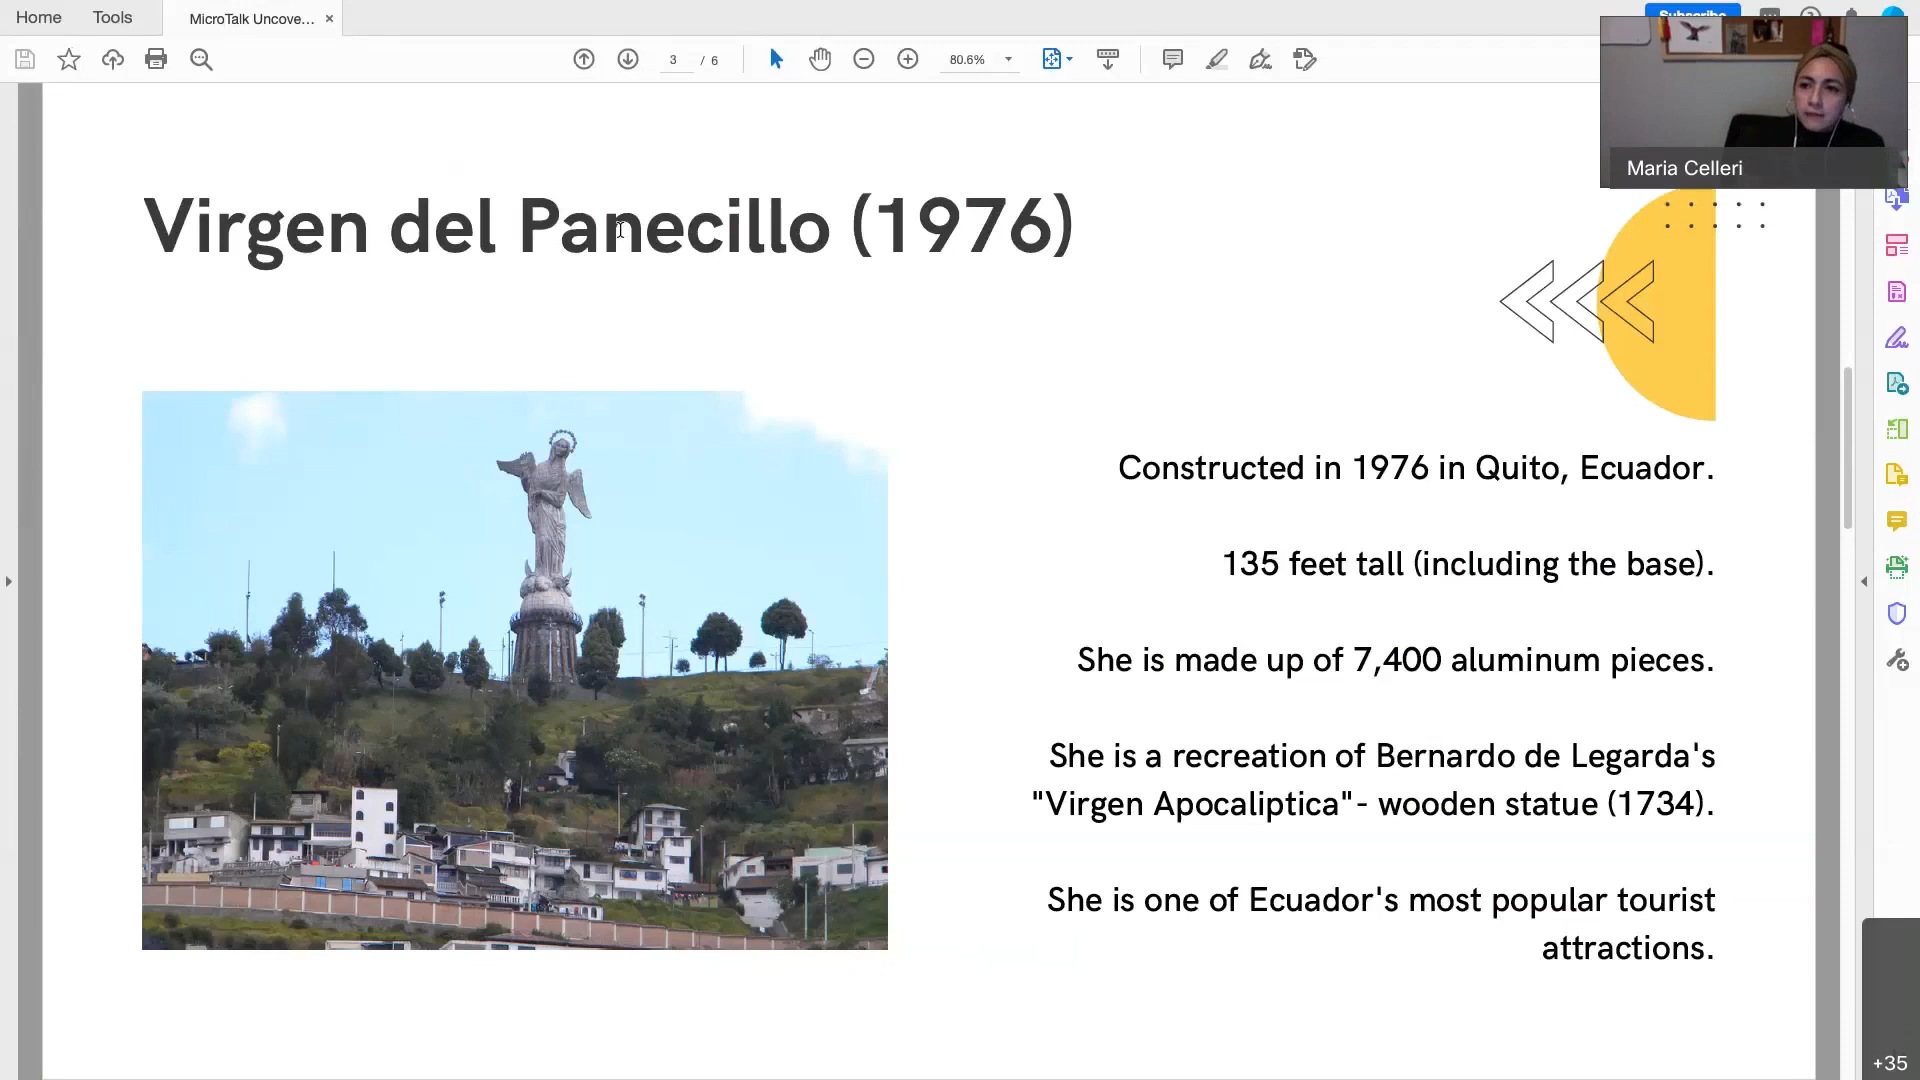 Home
Tools
MicroTalk Uncove...
×
Subscribe
3
/ 6
80.6%
Maria Celleri
Virgen del Panecillo (1976)
Constructed in 1976 in Quito, Ecuador.
135 feet tall (including the base).
She is made up of 7,400 aluminum pieces.
She is a recreation of Bernardo de Legarda's
"Virgen Apocaliptica"- wooden statue (1734).
She is one of Ecuador's most popular tourist
attractions.
+35